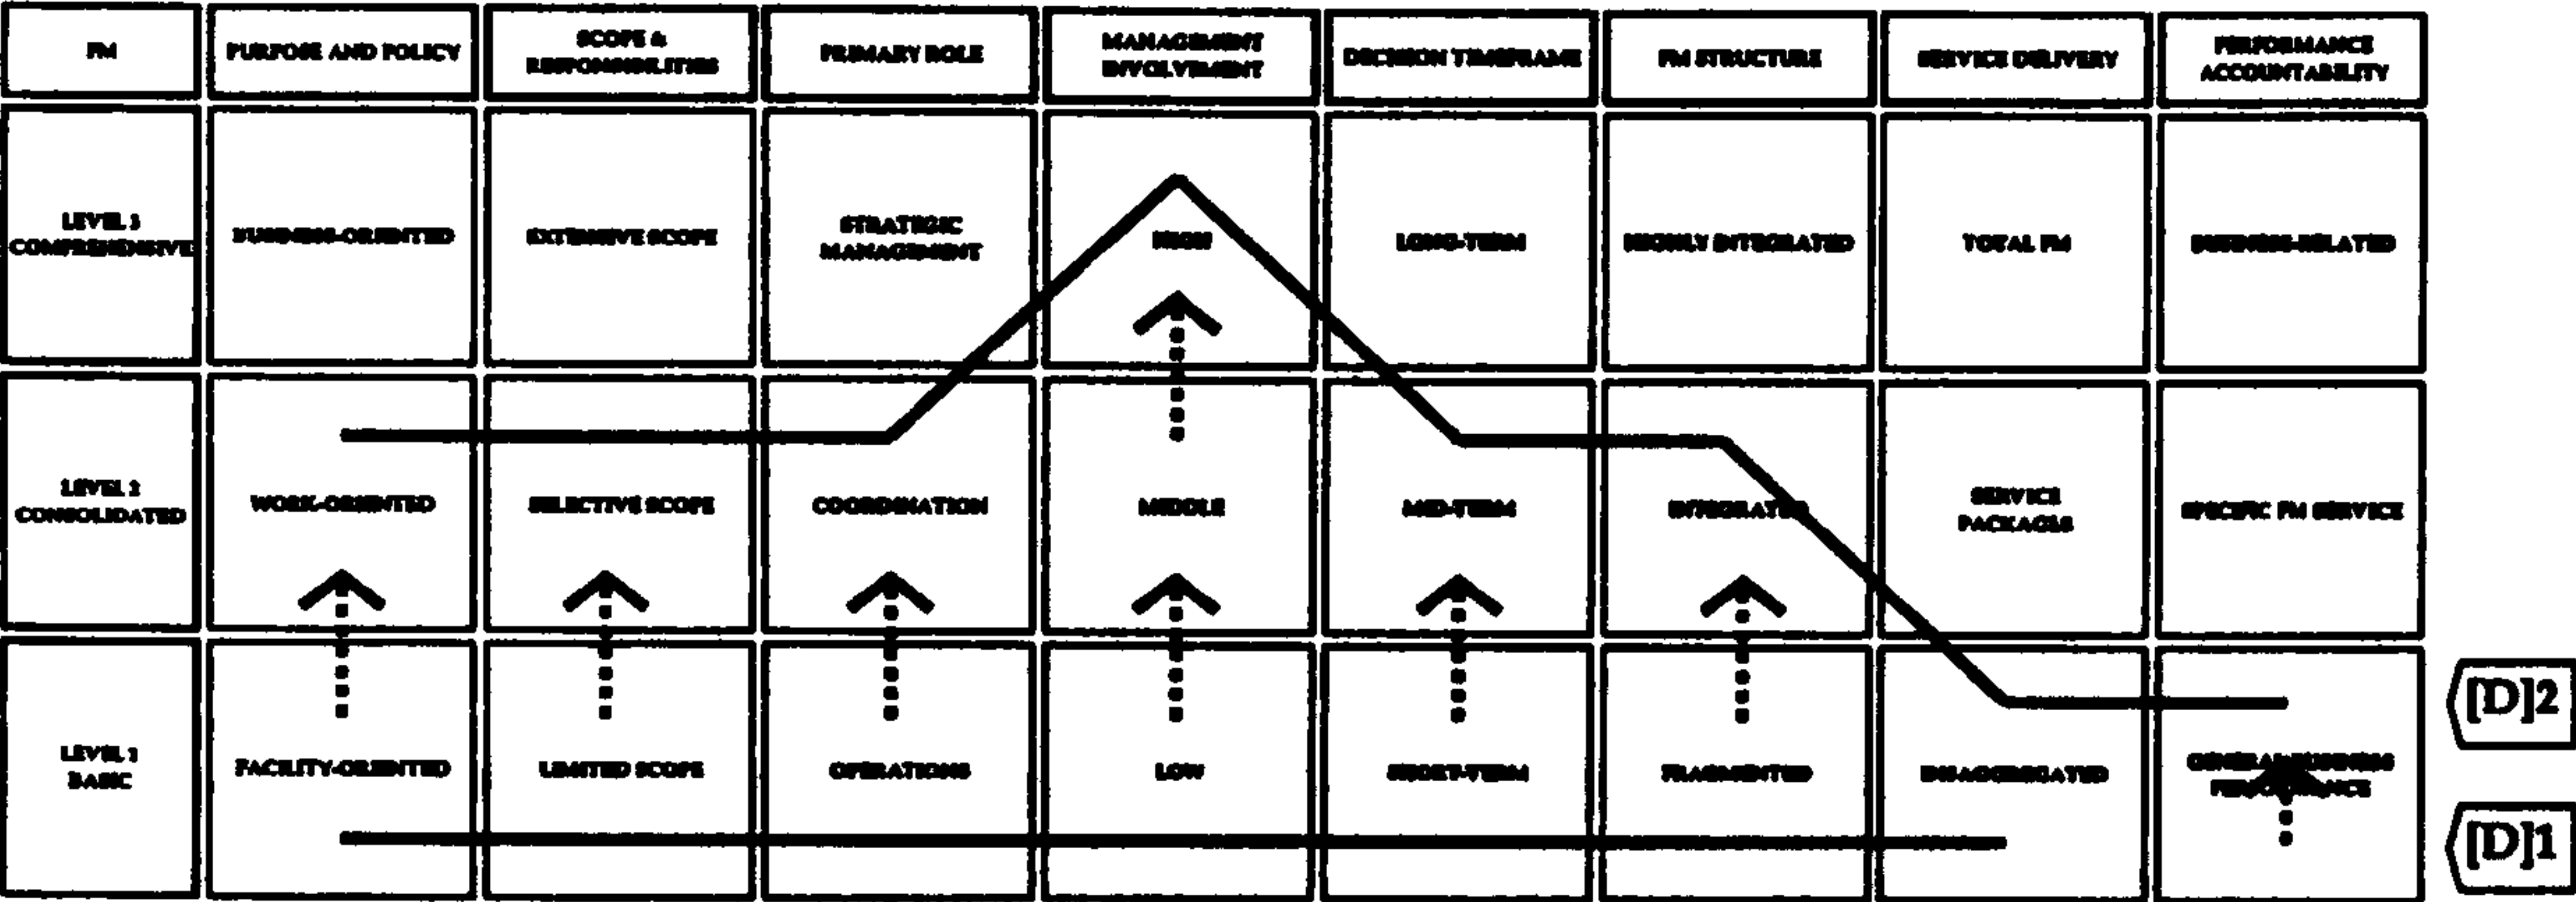 FM
PURPOSE AND POLICY
SCOPE &
RESPONSIBILITIES
PRIMARY ROLE
MANAGEMENT
INVOLVEMENT
DECISION TIMEFRAME
FM STRUCTURE
SERVICE DELIVERY
PERFORMANCE
ACCOUNTABILITY
LEVEL 3
COMPREHENSIVE
BUSINESS-ORIENTED
EXTENSIVE SCOPE
STRATEGIC
MANAGEMENT
HIGH
LONG-TERM
HIGHLY INTEGRATED
TOTAL FM
BUSINESS-RELATED
LEVEL 2
CONSOLIDATED
WORK-ORIENTED
SELECTIVE SCOPE
COORDINATION
MIDDLE
MID-TERM
INTEGRATED
SERVICE
PACKAGES
SPECIFIC FM SERVICE
[D]2
LEVEL 1
BASIC
FACILITY-ORIENTED
LIMITED SCOPE
OPERATIONS
LOW
SHORT-TERM
FRAGMENTED
DISAGGREGATED
GENERAL BUSINESS
PERFORMANCE
[D]1